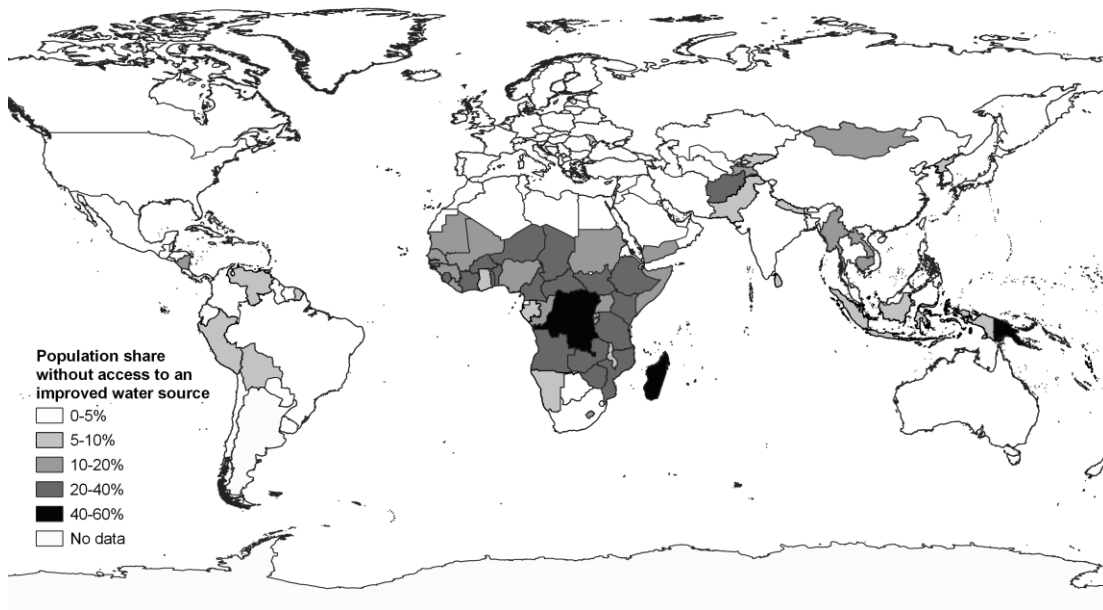 Population share
without access to an
improved water source
0-5%
5-10%
10-20%
20-40%
40-60%
No data